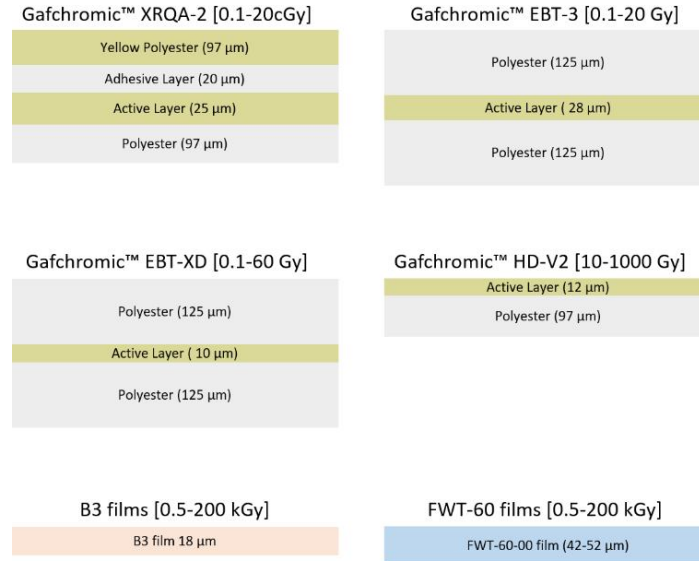 Gafchromic™ XRQA-2 [0.1-20cGy]
Yellow Polyester (97 µm)
Adhesive Layer (20 µm)
Active Layer (25 µm)
Polyester (97 µm)
Gafchromic™ EBT-3 [0.1-20 Gy]
Polyester (125 µm)
Active Layer ( 28 µm)
Polyester (125 µm)
Gafchromic™ EBT-XD [0.1-60 Gy]
Polyester (125 µm)
Active Layer ( 10 µm)
Polyester (125 µm)
Gafchromic™ HD-V2 [10-1000 Gy]
Active Layer (12 µm)
Polyester (97 µm)
B3 films [0.5-200 kGy]
B3 film 18 µm
FWT-60 films [0.5-200 kGy]
FWT-60-00 film (42-52 µm)